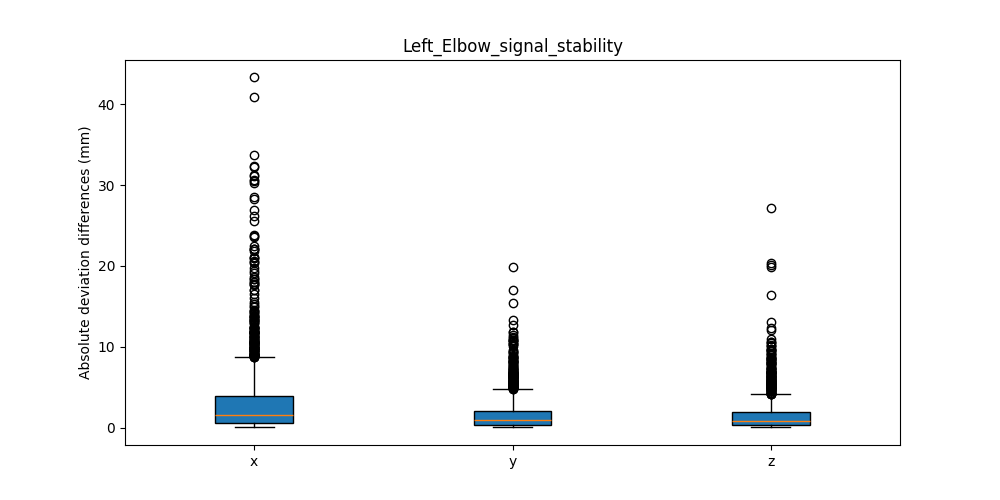 Left_Elbow_signal_stability
Absolute deviation differences (mm)
40
30
20
10
0
x y z